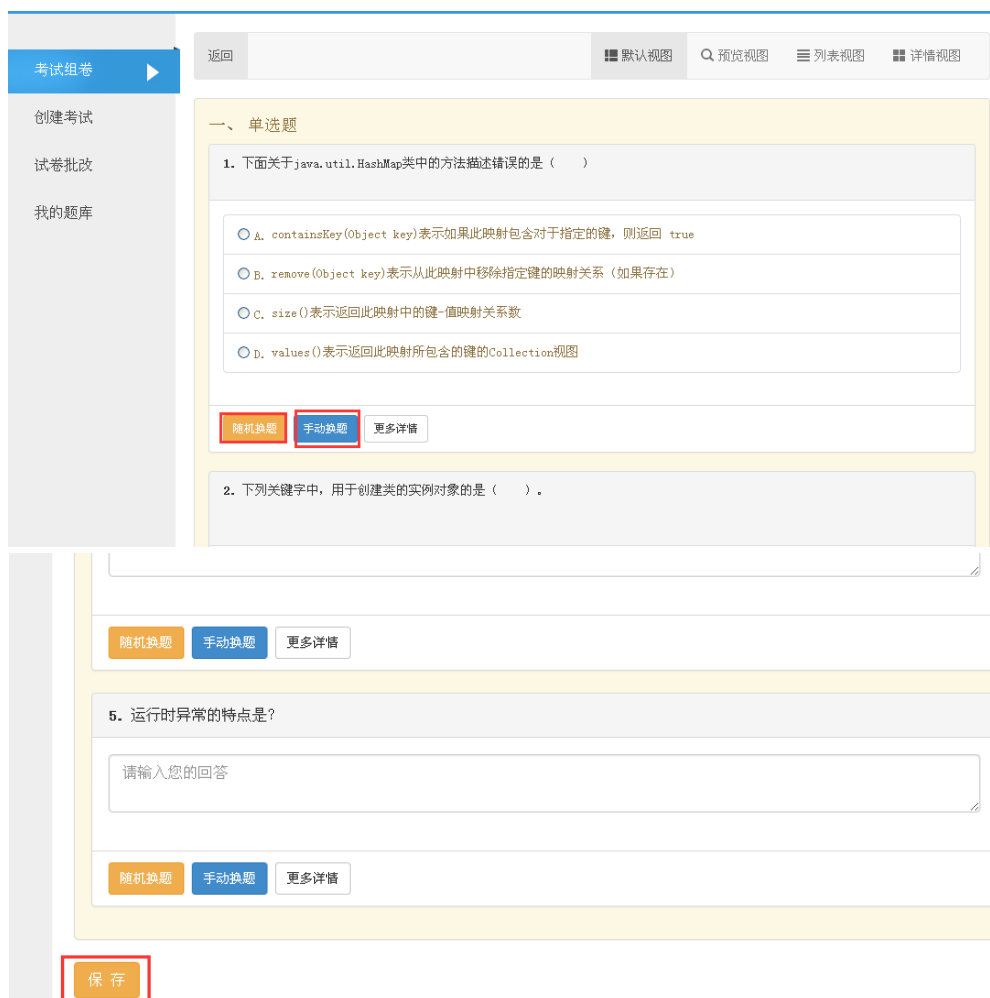 返回
默认视图
预览视图
列表视图
详情视图
考试组卷
创建考试
试卷批改
我的题库
一、 单选题
1. 下面关于java.util.HashMap类中的方法描述错误的是（　　）
A. containsKey(Object key)表示如果此映射包含对于指定的键，则返回 true
B. remove(Object key)表示从此映射中移除指定键的映射关系（如果存在）
C. size()表示返回此映射中的键-值映射关系数
D. values()表示返回此映射所包含的键的Collection视图
随机换题 手动换题 更多详情
2. 下列关键字中，用于创建类的实例对象的是（　　）.
随机换题 手动换题 更多详情
5. 运行时异常的特点是?
请输入您的回答
随机换题 手动换题 更多详情
保 存